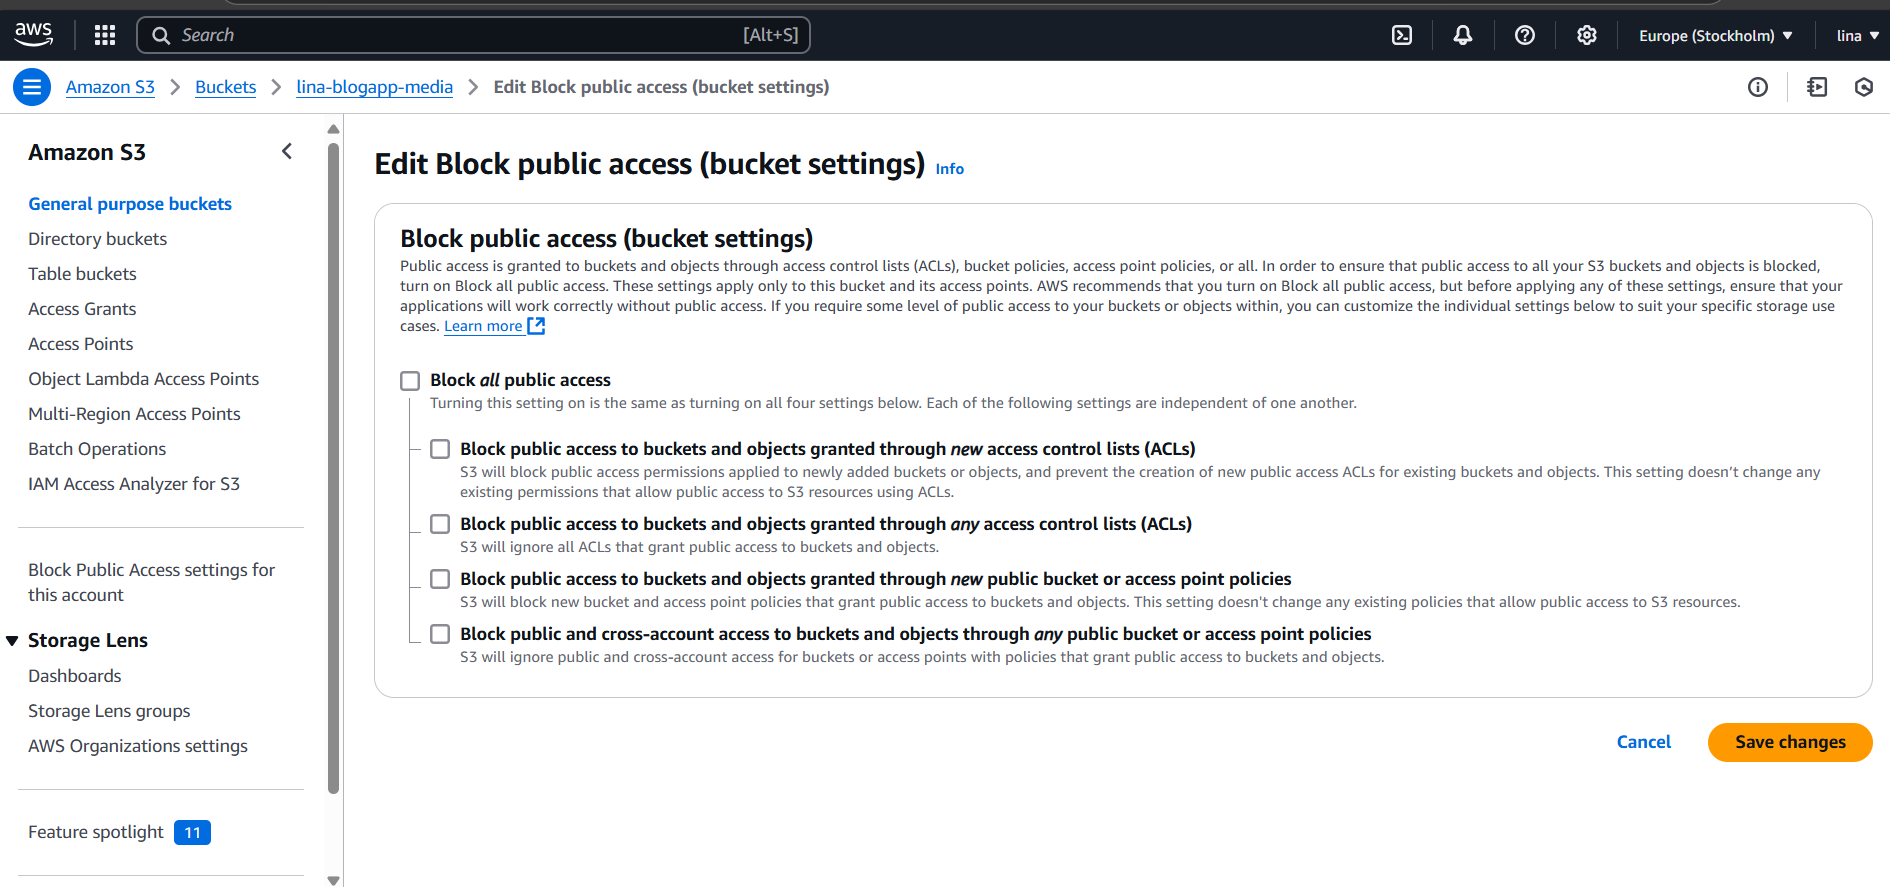 aws
Search [Alt+S]
Europe (Stockholm)
lina
Amazon S3
Buckets
lina-blogapp-media
Edit Block public access (bucket settings)
Amazon S3
General purpose buckets
Directory buckets
Table buckets
Access Grants
Access Points
Object Lambda Access Points
Multi-Region Access Points
Batch Operations
IAM Access Analyzer for S3
Block Public Access settings for
this account
Storage Lens
Dashboards
Storage Lens groups
AWS Organizations settings
Feature spotlight 11
Edit Block public access (bucket settings) Info
Block public access (bucket settings)
Public access is granted to buckets and objects through access control lists (ACLs), bucket policies, access point policies, or all. In order to ensure that public access to all your S3 buckets and objects is blocked,
turn on Block all public access. These settings apply only to this bucket and its access points. AWS recommends that you turn on Block all public access, but before applying any of these settings, ensure that your
applications will work correctly without public access. If you require some level of public access to your buckets or objects within, you can customize the individual settings below to suit your specific storage use
cases. Learn more
Block all public access
Turning this setting on is the same as turning on all four settings below. Each of the following settings are independent of one another.
Block public access to buckets and objects granted through new access control lists (ACLs)
S3 will block public access permissions applied to newly added buckets or objects, and prevent the creation of new public access ACLs for existing buckets and objects. This setting doesn’t change any
existing permissions that allow public access to S3 resources using ACLs.
Block public access to buckets and objects granted through any access control lists (ACLs)
S3 will ignore all ACLs that grant public access to buckets and objects.
Block public access to buckets and objects granted through new public bucket or access point policies
S3 will block new bucket and access point policies that grant public access to buckets and objects. This setting doesn't change any existing policies that allow public access to S3 resources.
Block public and cross-account access to buckets and objects through any public bucket or access point policies
S3 will ignore public and cross-account access for buckets or access points with policies that grant public access to buckets and objects.
Cancel
Save changes